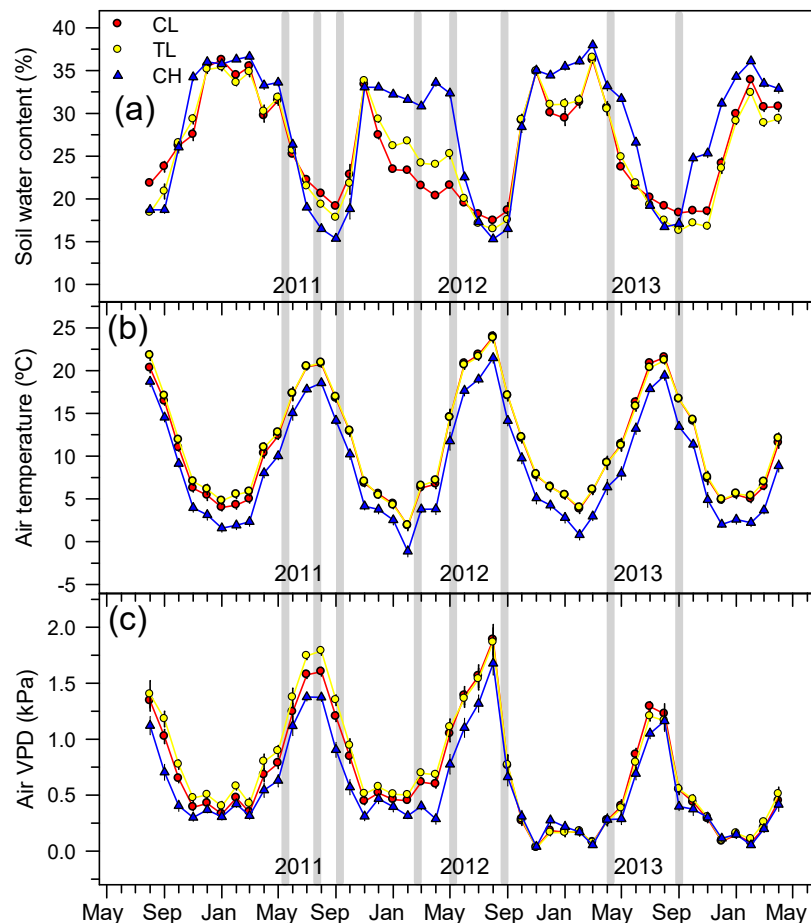 CL
TL
CH
(a)
Soil water content (%)
40
35
30
25
20
15
10
2011
2012
2013
(b)
Air temperature (ºC)
25
20
15
10
5
0
-5
2011
2012
2013
(c)
Air VPD (kPa)
2.0
1.5
1.0
0.5
0.0
2011
2012
2013
May Sep Jan May Sep Jan May Sep Jan May Sep Jan May